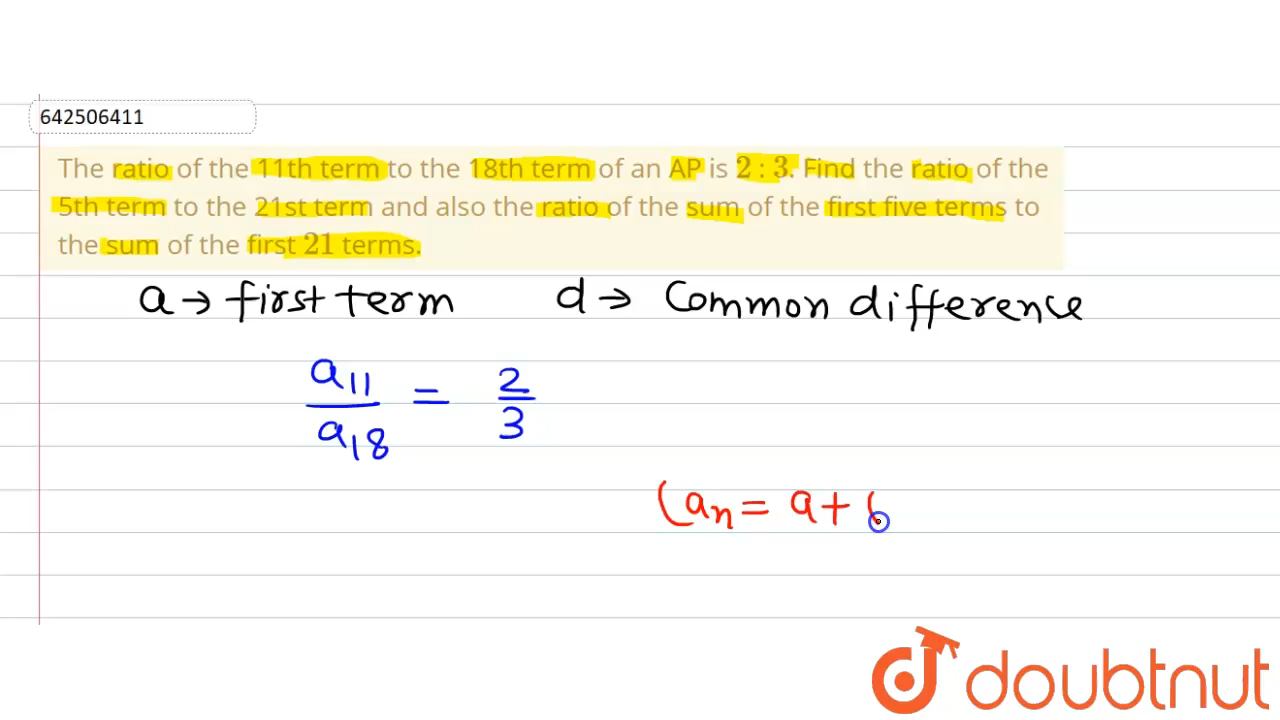 642506411
The ratio of the 11th term to the 18th term of an AP is 2 : 3. Find the ratio of the
5th term to the 21st term and also the ratio of the sum of the first five terms to
the sum of the first 21 terms.
a → first term d → Common difference
a11/a18 = 2/3
(an = a + (
doubtnut